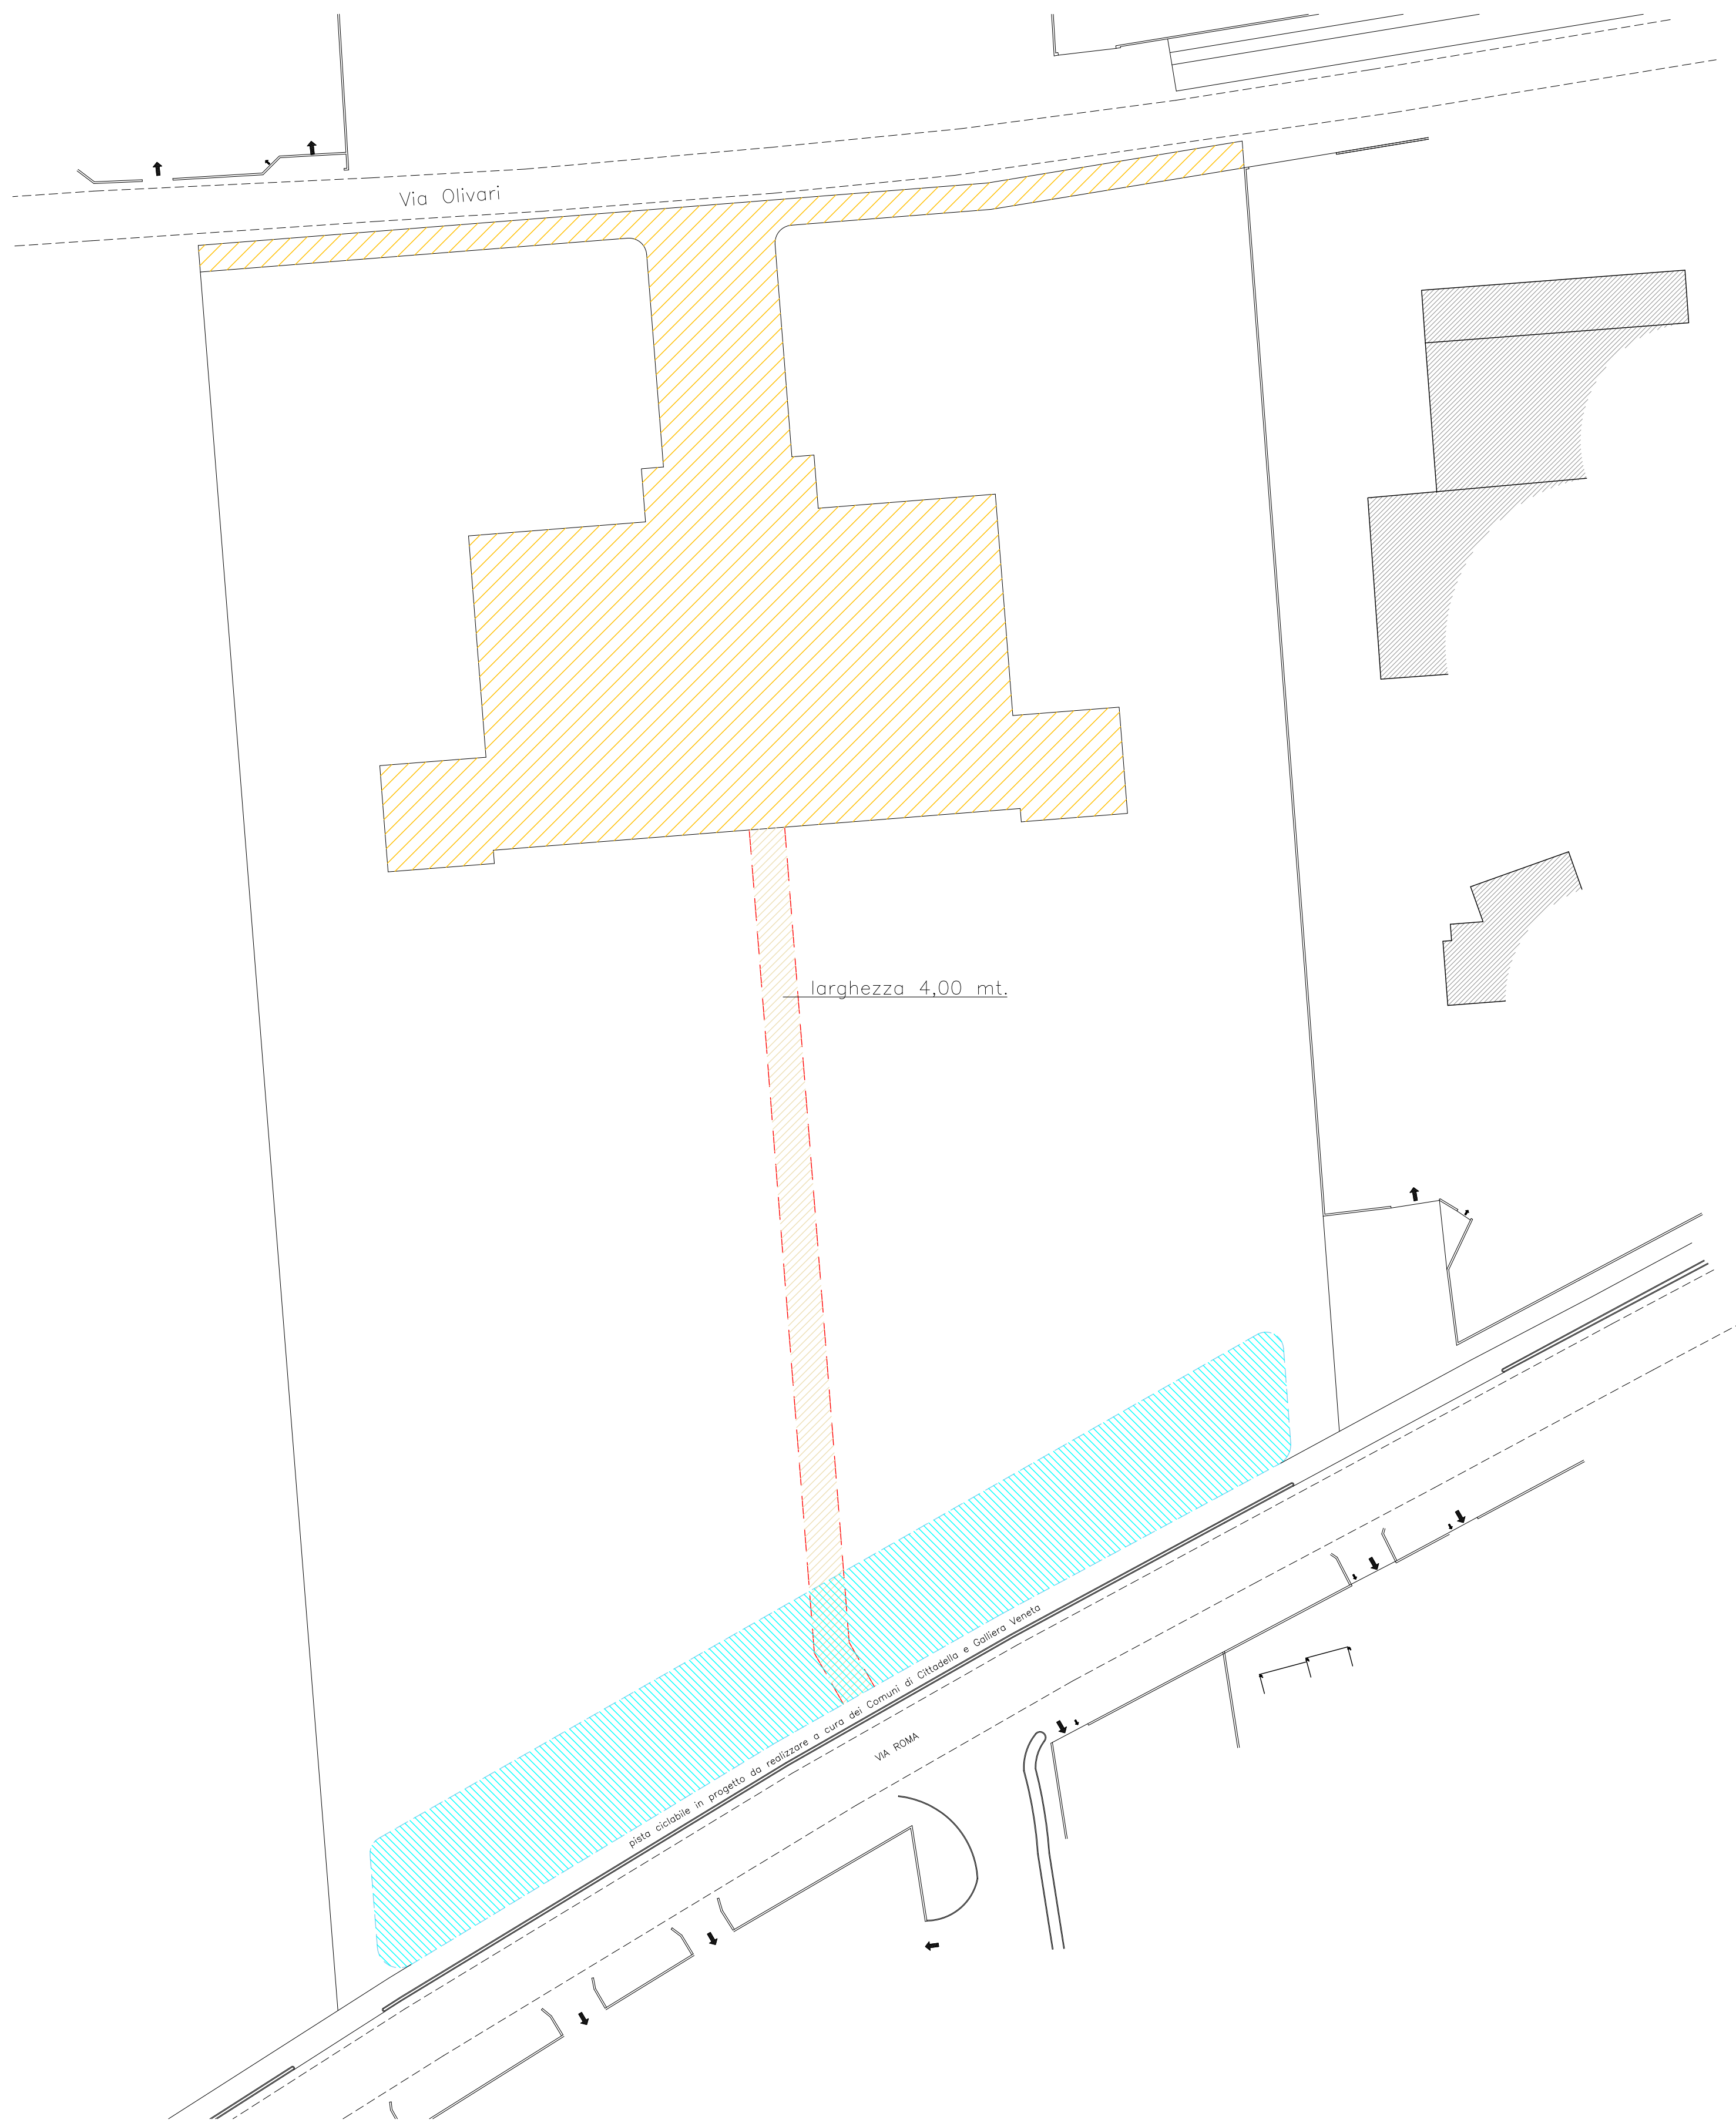 Via Olivari
larghezza 4,00 mt.
pista ciclabile in progetto da realizzare a cura dei Comuni di Cittadella e Galliera Veneta
VIA ROMA